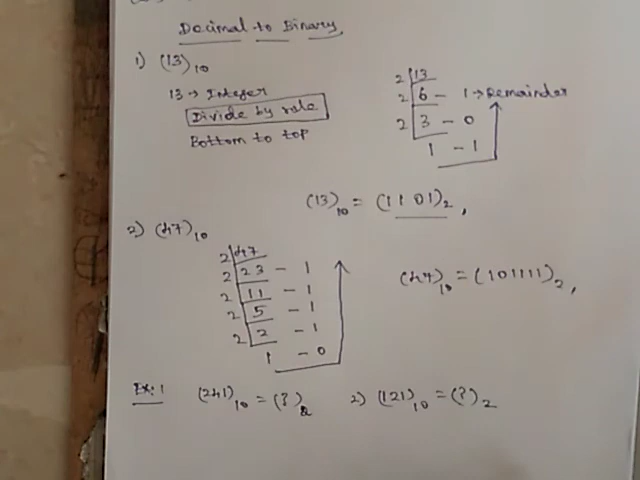 Decimal to Binary
1) (13)10
13 → Integer
Divide by rule
Bottom to top
2 13
2 6 - 1 → Remainder
2 3 - 0
1 - 1
(13)10 = (1101)2,
2) (47)10
2 47
2 23 - 1
2 11 - 1
2 5 - 1
2 2 - 1
1 - 0
(47)10 = (101111)2,
Ex: 1 (241)10 = (?)2 2) (121)10 = (?)2